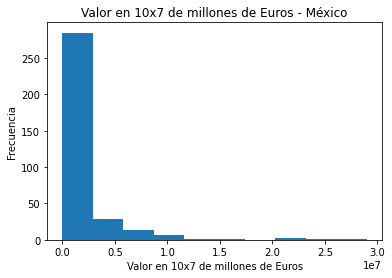 Valor en 10x7 de millones de Euros - México
Frecuencia
250
200
150
100
50
0
0.0 0.5 1.0 1.5 2.0 2.5 3.0
1e7
Valor en 10x7 de millones de Euros